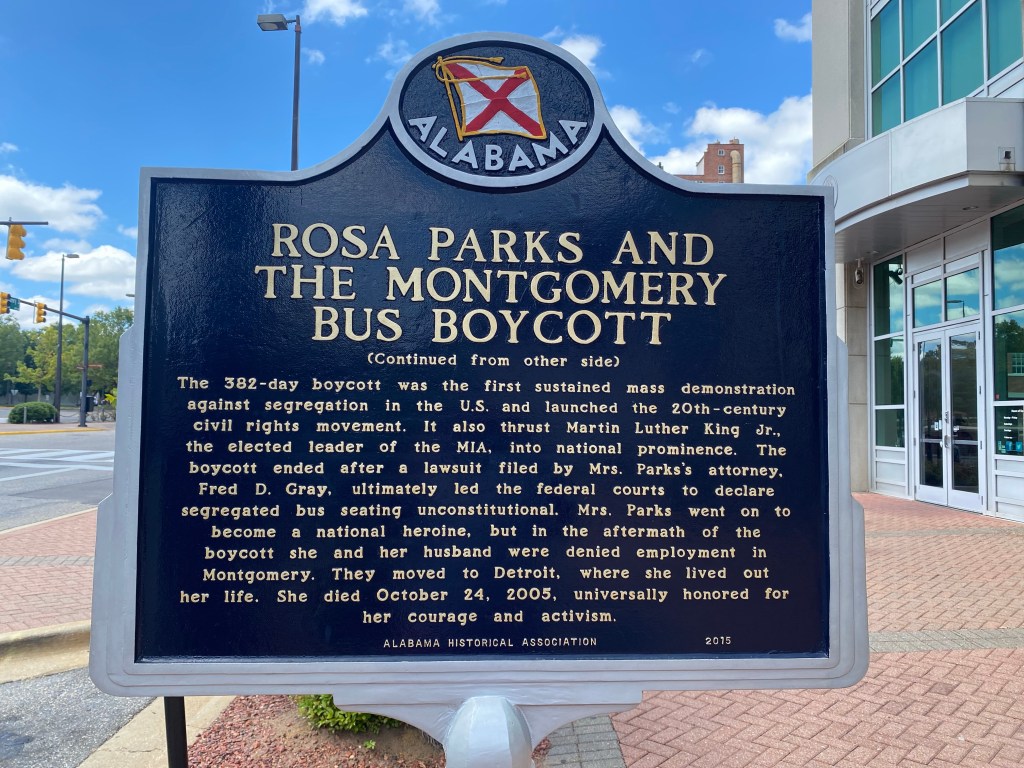 ALABAMA
ROSA PARKS AND
THE MONTGOMERY
BUS BOYCOTT
(Continued from other side)
The 382-day boycott was the first sustained mass demonstration
against segregation in the U.S. and launched the 20th-century
civil rights movement. It also thrust Martin Luther King Jr.,
the elected leader of the MIA, into national prominence. The
boycott ended after a lawsuit filed by Mrs. Parks's attorney,
Fred D. Gray, ultimately led the federal courts to declare
segregated bus seating unconstitutional. Mrs. Parks went on to
become a national heroine, but in the aftermath of the
boycott she and her husband were denied employment in
Montgomery. They moved to Detroit, where she lived out
her life. She died October 24, 2005, universally honored for
her courage and activism.
ALABAMA HISTORICAL ASSOCIATION 2015